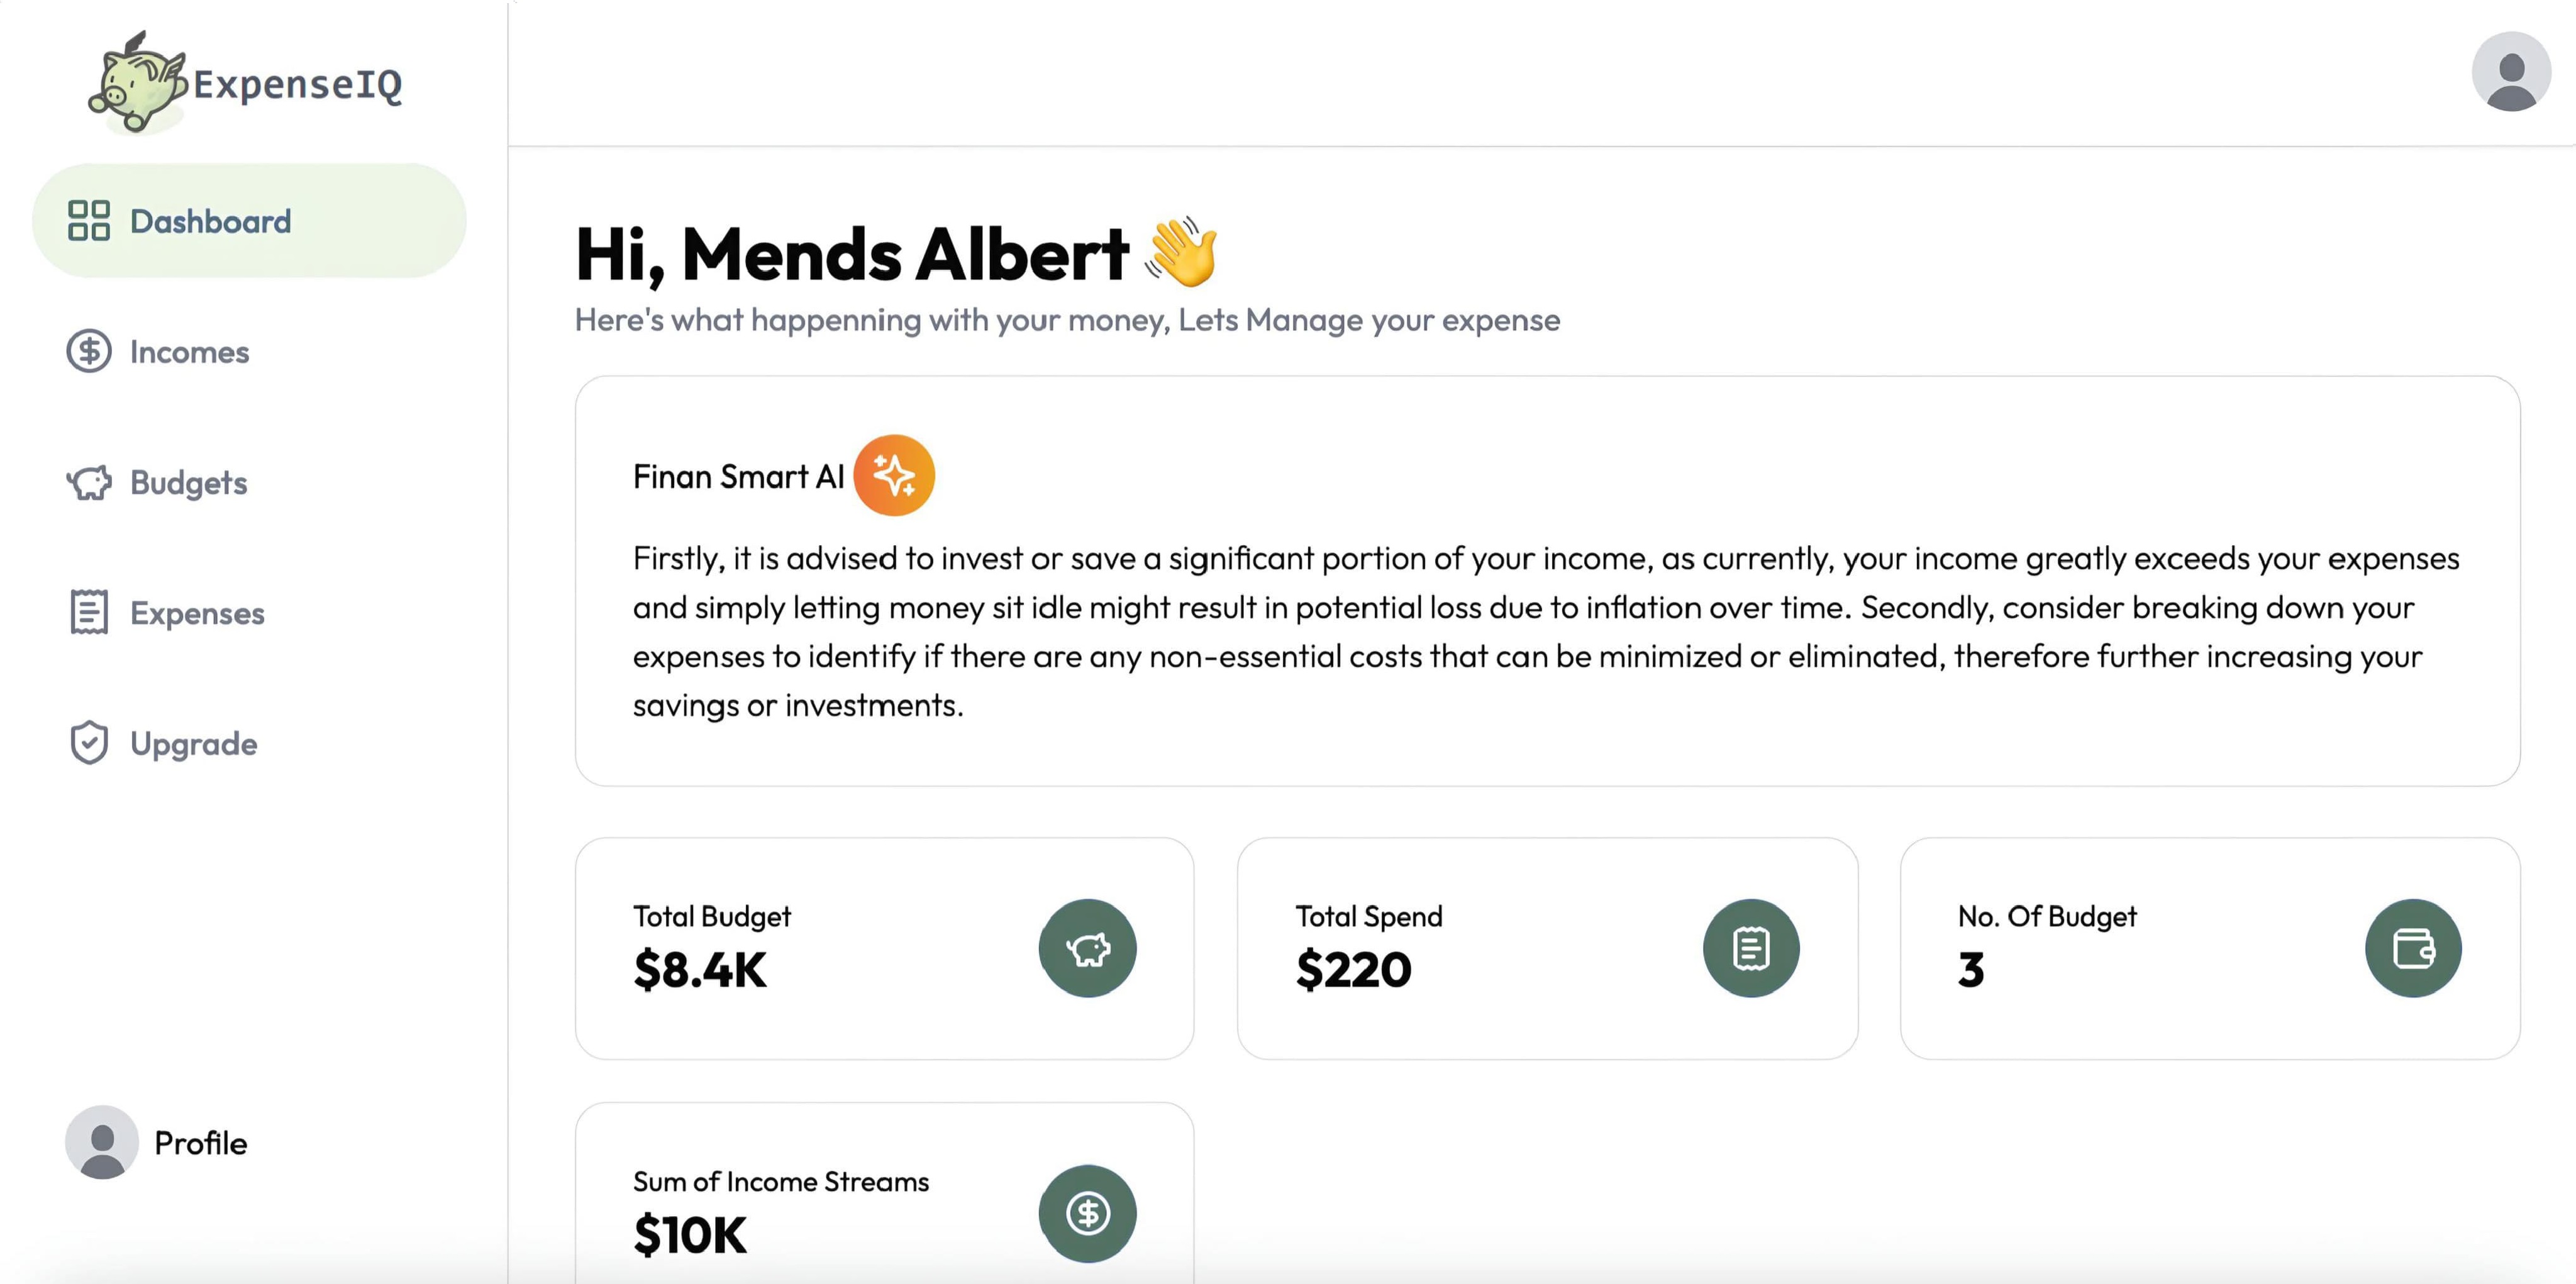 ExpenseIQ
Dashboard
Incomes
Budgets
Expenses
Upgrade
Profile
Hi, Mends Albert 👋
Here's what happenning with your money, Lets Manage your expense
Finan Smart AI
Firstly, it is advised to invest or save a significant portion of your income, as currently, your income greatly exceeds your expenses
and simply letting money sit idle might result in potential loss due to inflation over time. Secondly, consider breaking down your
expenses to identify if there are any non-essential costs that can be minimized or eliminated, therefore further increasing your
savings or investments.
Total Budget
$8.4K
Total Spend
$220
No. Of Budget
3
Sum of Income Streams
$10K